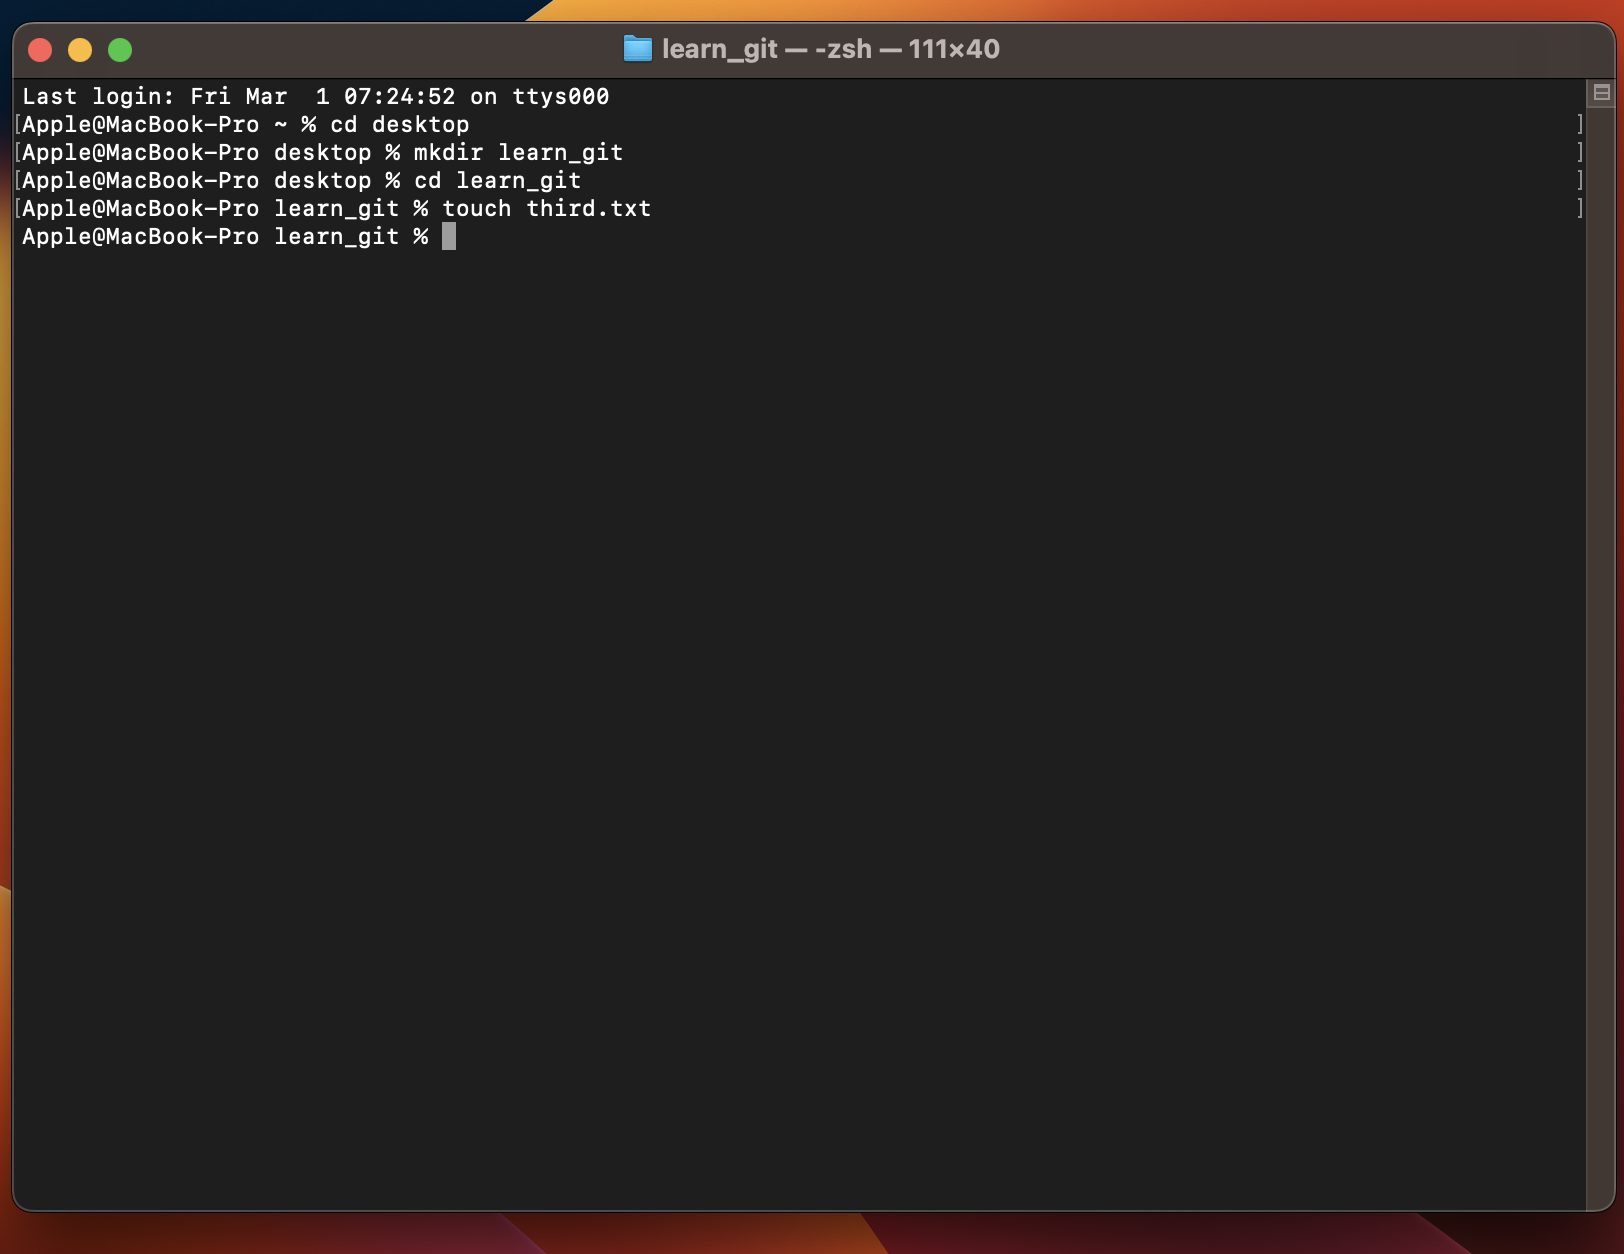 learn_git — -zsh — 111×40
Last login: Fri Mar  1 07:24:52 on ttys000
[Apple@MacBook-Pro ~ % cd desktop ]
[Apple@MacBook-Pro desktop % mkdir learn_git ]
[Apple@MacBook-Pro desktop % cd learn_git ]
[Apple@MacBook-Pro learn_git % touch third.txt ]
Apple@MacBook-Pro learn_git %